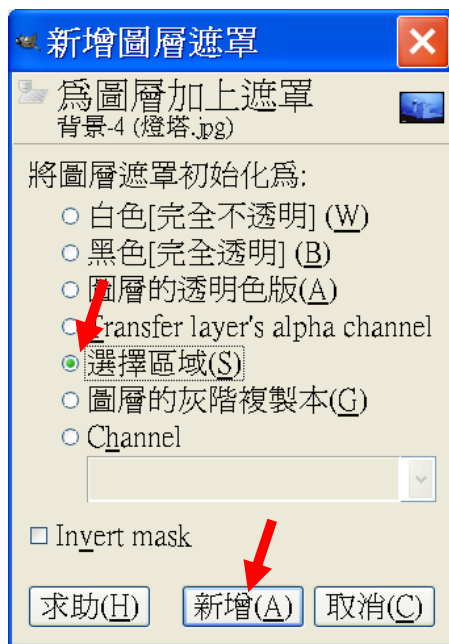 新增圖層遮罩
為圖層加上遮罩
背景-4 (燈塔.jpg)
將圖層遮罩初始化為:
白色[完全不透明] (W)
黑色[完全透明] (B)
圖層的透明色版(A)
Transfer layer's alpha channel
選擇區域(S)
圖層的灰階複製本(G)
Channel
Invert mask
求助(H) 新增(A) 取消(C)